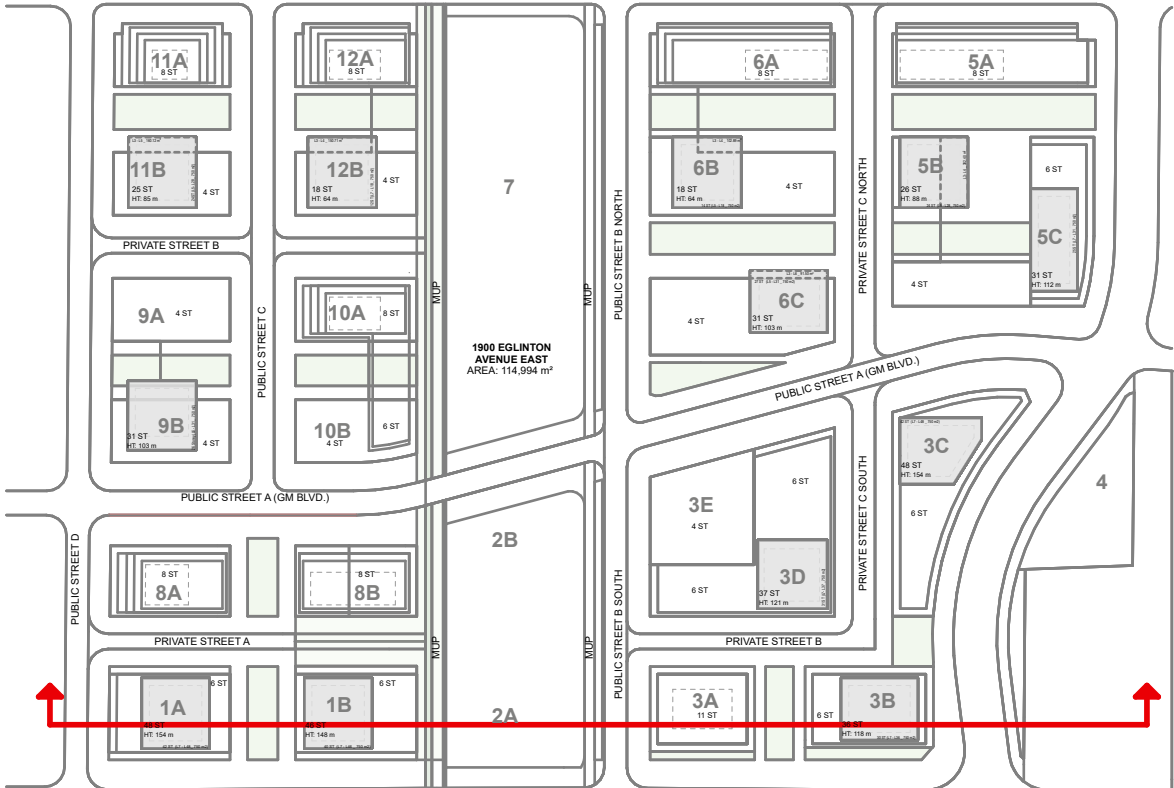 11A
8 ST
12A
8 ST
6A
8 ST
5A
8 ST
11B
25 ST
HT: 85 m
4 ST
12B
18 ST
HT: 64 m
4 ST
7
6B
18 ST
HT: 64 m
4 ST
5B
26 ST
HT: 88 m
6 ST
5C
31 ST
HT: 112 m
4 ST
PRIVATE STREET B
PUBLIC STREET B NORTH
PRIVATE STREET C NORTH
9A
4 ST
PUBLIC STREET C
10A
8 ST
MUP
MUP
4 ST
6C
31 ST
HT: 103 m
1900 EGLINTON
AVENUE EAST
AREA: 114,994 m²
PUBLIC STREET A (GM BLVD.)
9B
31 ST
HT: 103 m
4 ST
10B
4 ST
6 ST
PUBLIC STREET A (GM BLVD.)
3C
48 ST
HT: 154 m
6 ST
4
3E
4 ST
6 ST
PRIVATE STREET C SOUTH
2B
PUBLIC STREET D
8 ST
8A
8 ST
8B
6 ST
3D
37 ST
HT: 121 m
PUBLIC STREET B SOUTH
PRIVATE STREET A
MUP
MUP
PRIVATE STREET B
1A
6 ST
HT: 154 m
1B
6 ST
HT: 148 m
2A
3A
11 ST
6 ST
3B
HT: 118 m